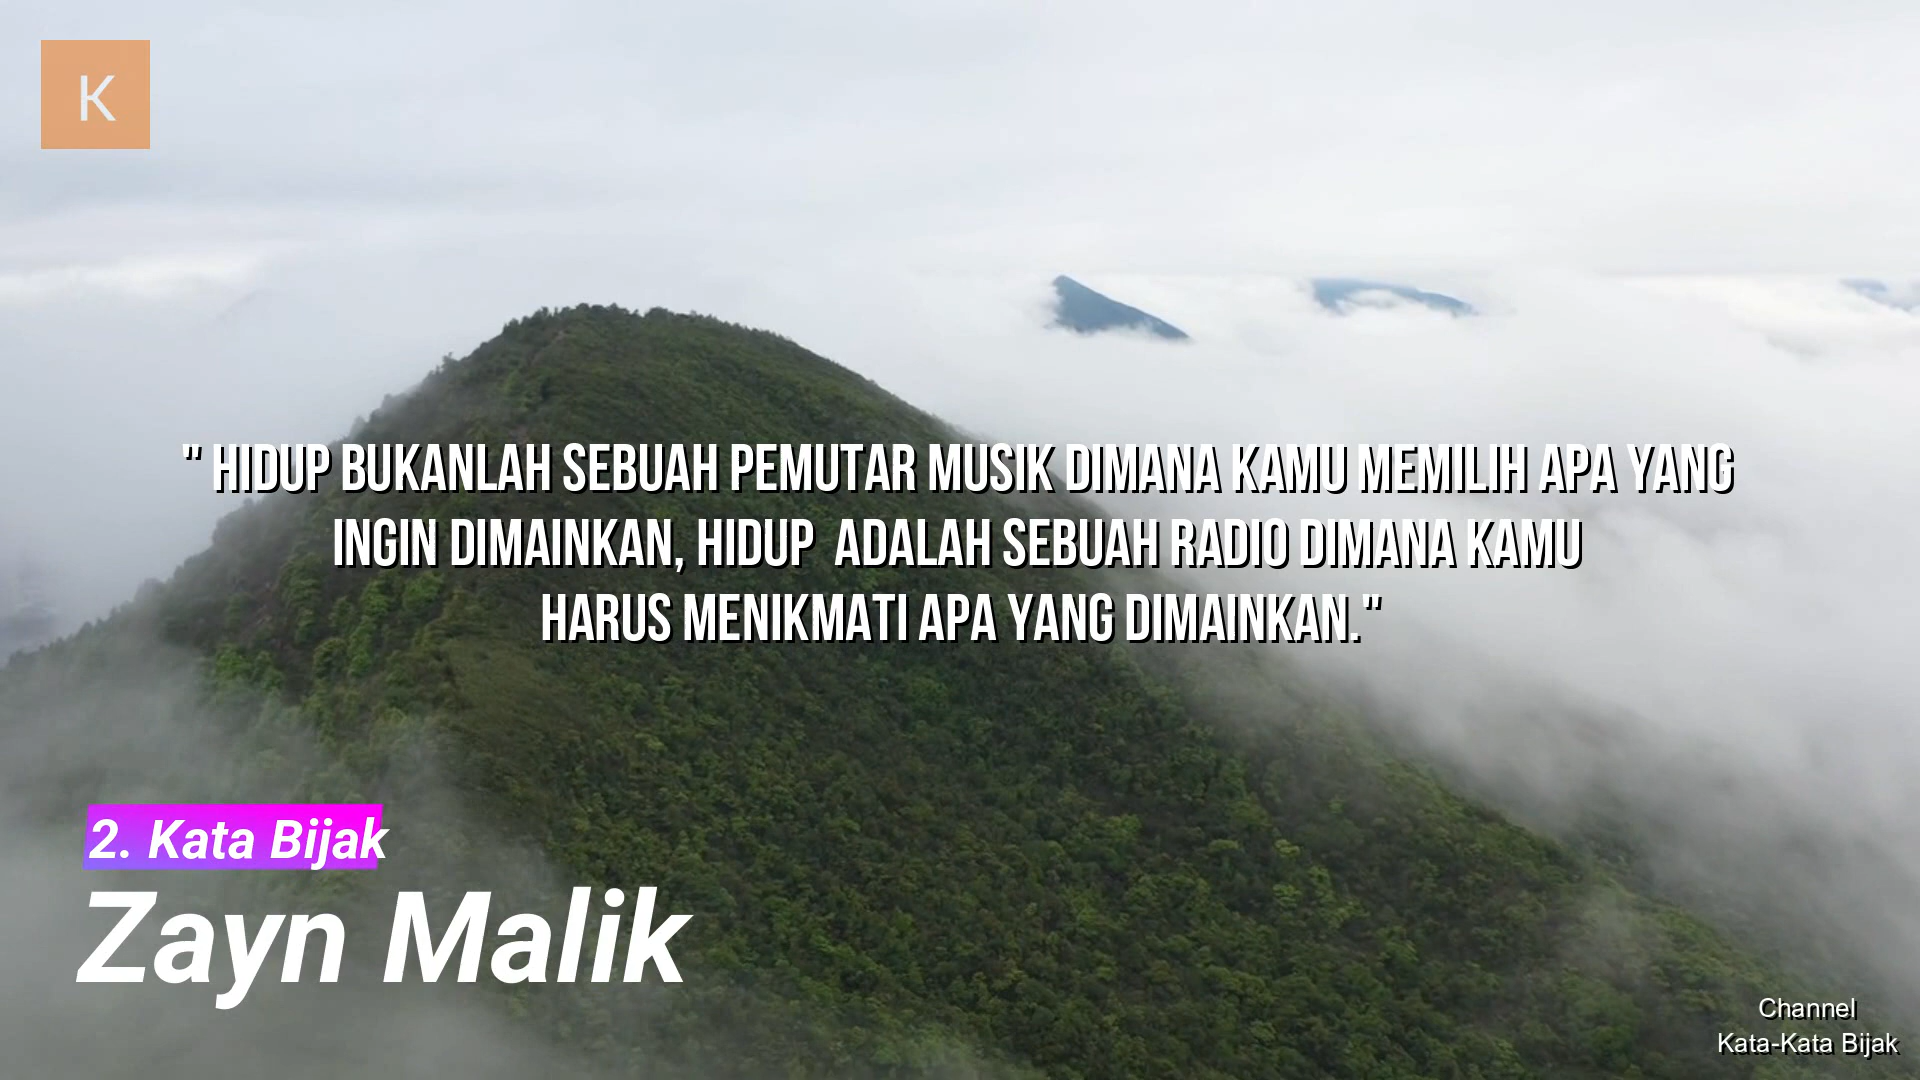 K
" HIDUP BUKANLAH SEBUAH PEMUTAR MUSIK DIMANA KAMU MEMILIH APA YANG
INGIN DIMAINKAN, HIDUP  ADALAH SEBUAH RADIO DIMANA KAMU
HARUS MENIKMATI APA YANG DIMAINKAN."
2. Kata Bijak
Zayn Malik
Channel
Kata-Kata Bijak